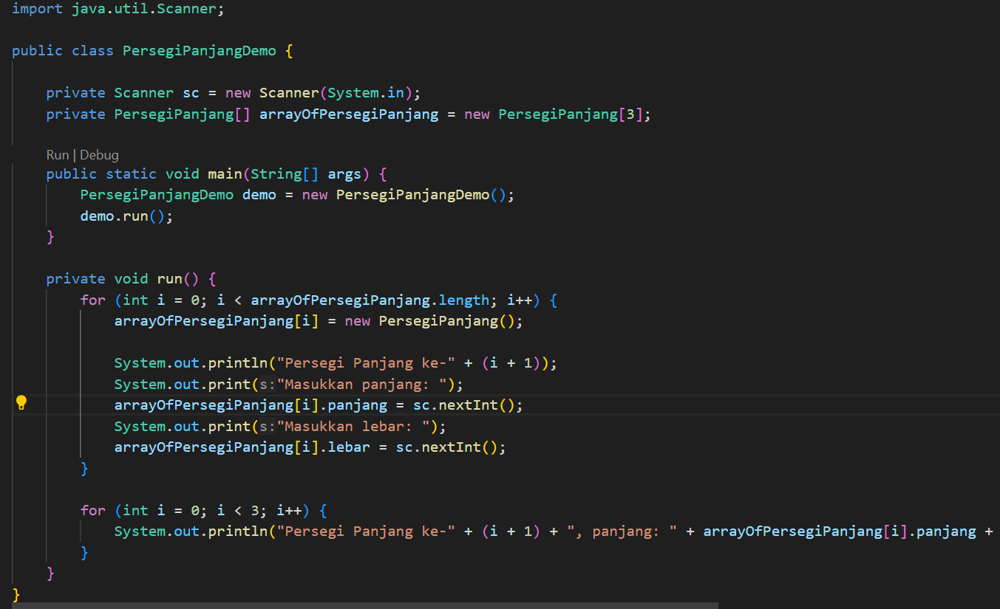 import java.util.Scanner;
public class PersegiPanjangDemo {
private Scanner sc = new Scanner(System.in);
private PersegiPanjang[] arrayOfPersegiPanjang = new PersegiPanjang[3];
Run | Debug
public static void main(String[] args) {
PersegiPanjangDemo demo = new PersegiPanjangDemo();
demo.run();
}
private void run() {
for (int i = 0; i < arrayOfPersegiPanjang.length; i++) {
arrayOfPersegiPanjang[i] = new PersegiPanjang();
System.out.println("Persegi Panjang ke-" + (i + 1));
System.out.print(s:"Masukkan panjang: ");
arrayOfPersegiPanjang[i].panjang = sc.nextInt();
System.out.print(s:"Masukkan lebar: ");
arrayOfPersegiPanjang[i].lebar = sc.nextInt();
}
for (int i = 0; i < 3; i++) {
System.out.println("Persegi Panjang ke-" + (i + 1) + ", panjang: " + arrayOfPersegiPanjang[i].panjang +
}
}
}